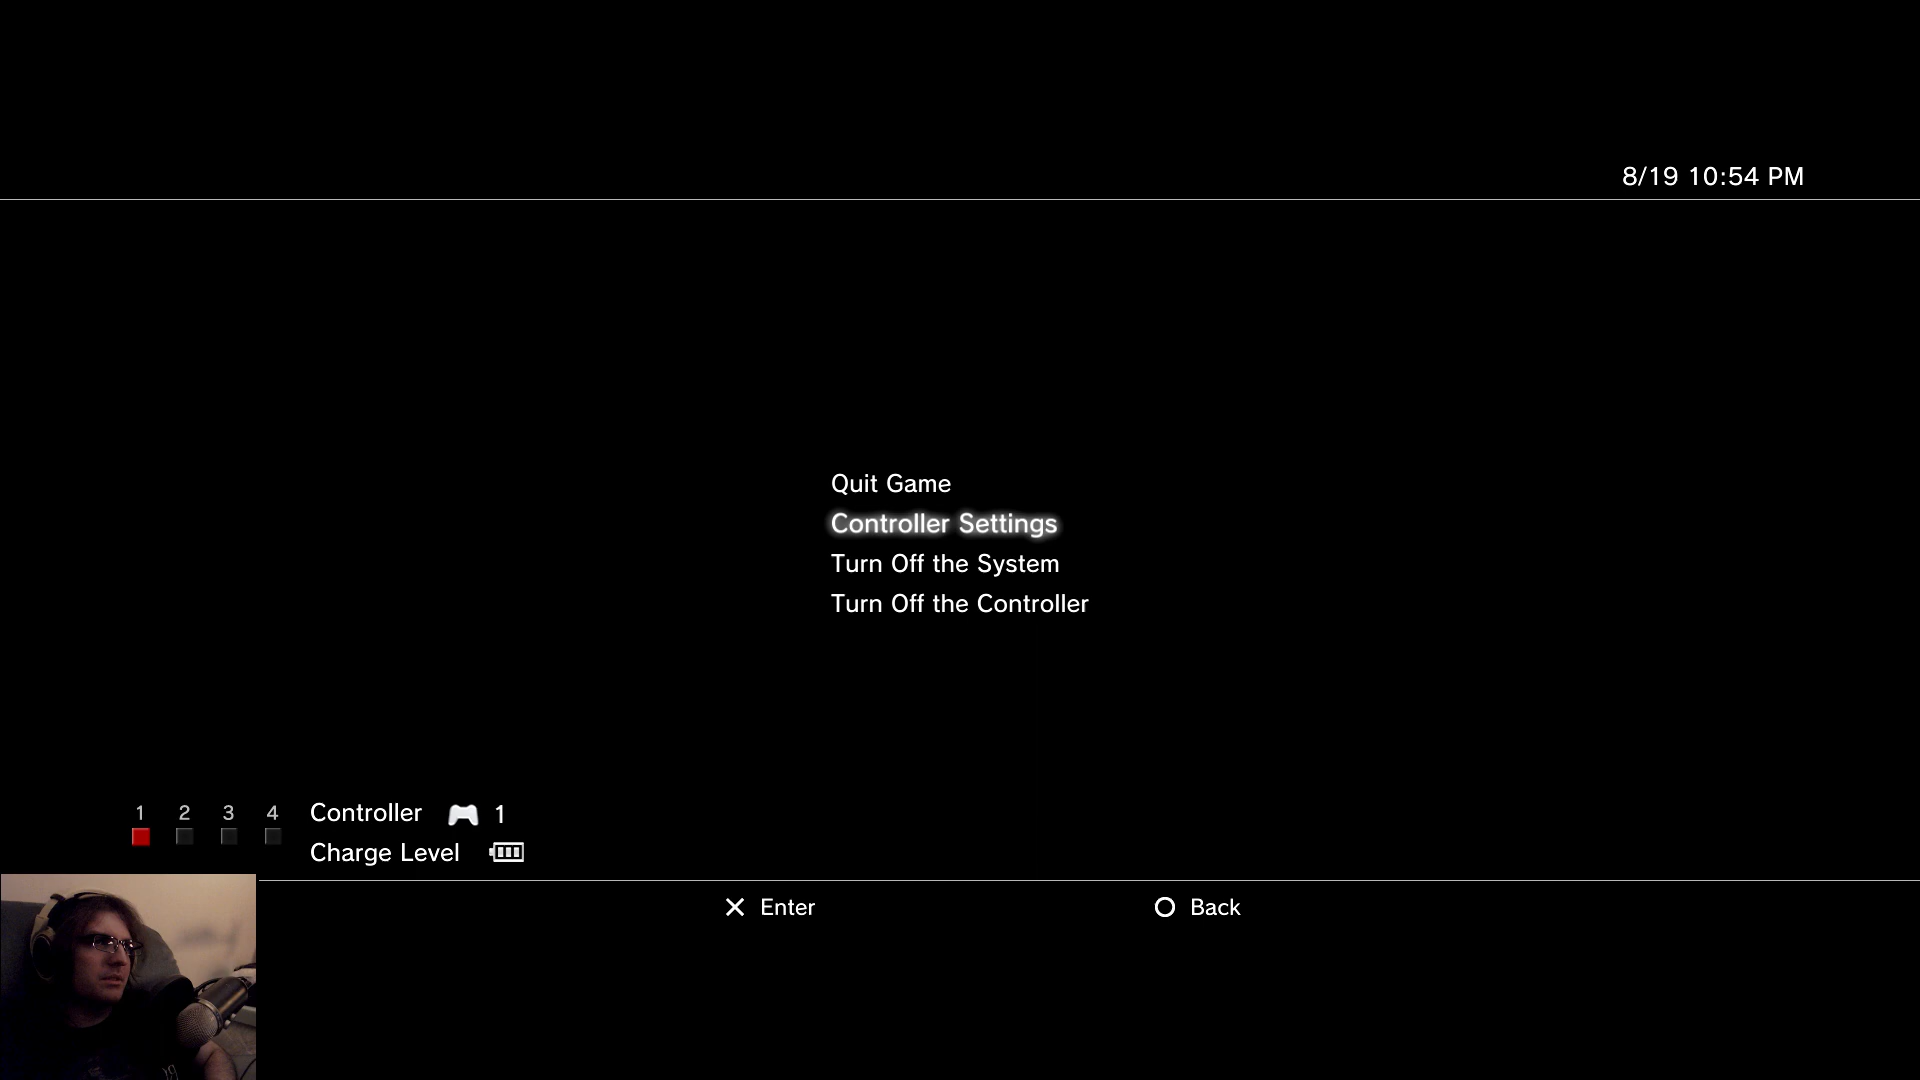 8/19 10:54 PM
Quit Game
Controller Settings
Turn Off the System
Turn Off the Controller
1 2 3 4 Controller 1
Charge Level
Enter Back